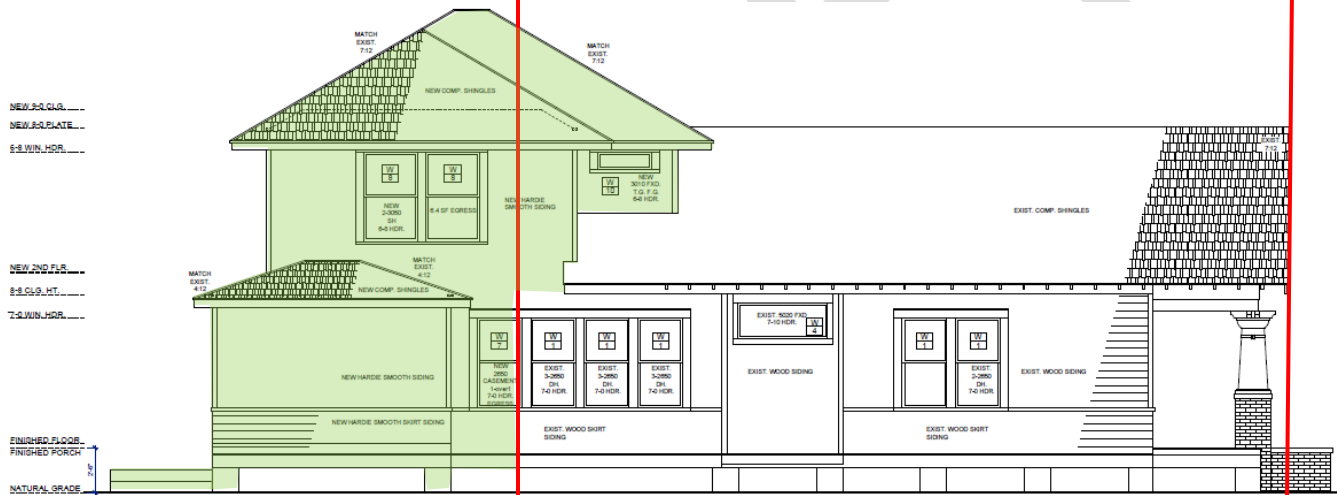 MATCH
EXIST.
7:12
MATCH
EXIST.
7:12
NEW COMP. SHINGLES
NEW 9-0 CLG.
NEW 8-0 PLATE
6-8 WIN. HDR.
EXIST
7:12
W
8
W
8
NEW
2-3050
SH
6-8 HDR.
6.4 SF EGRESS
W
10
NEW
3010 FXD.
T.G. F.G.
6-8 HDR.
NEW HARDIE
SMOOTH SIDING
EXIST. COMP. SHINGLES
NEW 2ND FLR.
8-8 CLG. HT.
7-0 WIN. HDR.
MATCH
EXIST.
4:12
MATCH
EXIST.
4:12
NEW COMP. SHINGLES
W
7
NEW
2650
CASEMENT
1-over1
7-0 HDR.
EGRESS
W
1
EXIST.
3-2650
DH.
7-0 HDR.
W
1
EXIST.
3-2650
DH.
7-0 HDR.
W
1
EXIST.
3-2650
DH.
7-0 HDR.
EXIST. 5020 FXD
7-10 HDR.
W
4
EXIST. WOOD SIDING
W
1
W
1
EXIST.
2-2650
DH.
7-0 HDR.
EXIST. WOOD SIDING
NEW HARDIE SMOOTH SIDING
NEW HARDIE SMOOTH SKIRT SIDING
EXIST. WOOD SKIRT
SIDING
EXIST. WOOD SKIRT
SIDING
FINISHED FLOOR
FINISHED PORCH
2'-6"
NATURAL GRADE